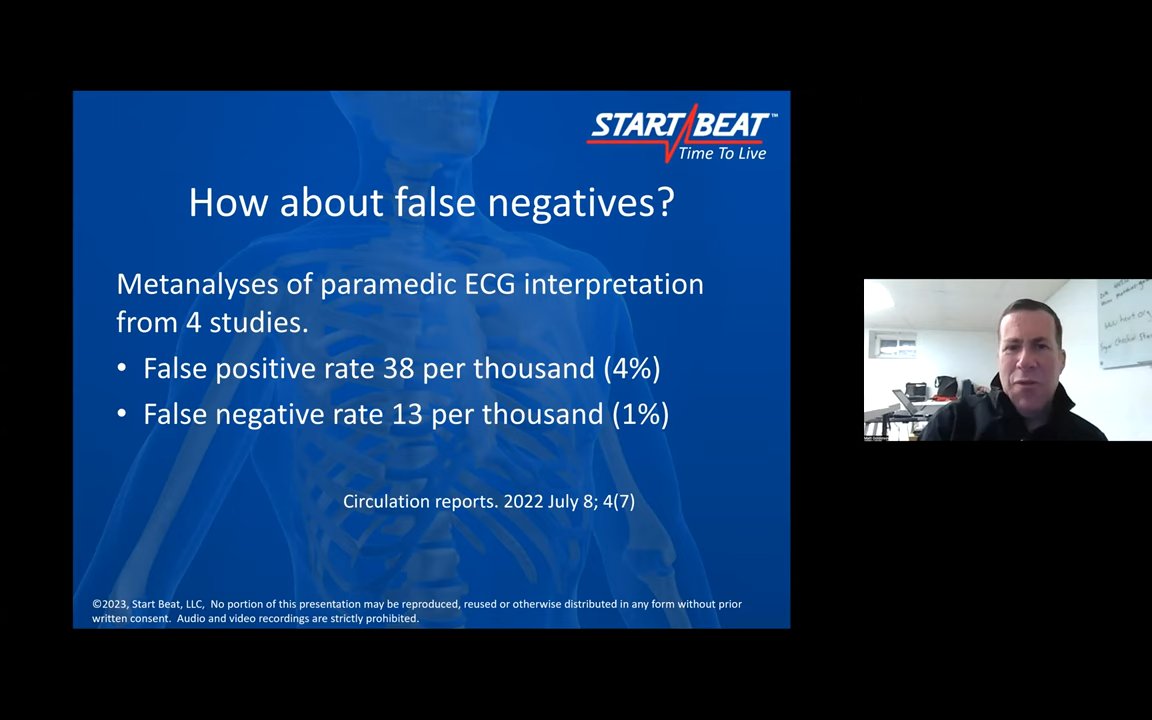 START BEAT™
Time To Live
How about false negatives?
Metanalyses of paramedic ECG interpretation
from 4 studies.
• False positive rate 38 per thousand (4%)
• False negative rate 13 per thousand (1%)
Circulation reports. 2022 July 8; 4(7)
©2023, Start Beat, LLC, No portion of this presentation may be reproduced, reused or otherwise distributed in any form without prior
written consent. Audio and video recordings are strictly prohibited.